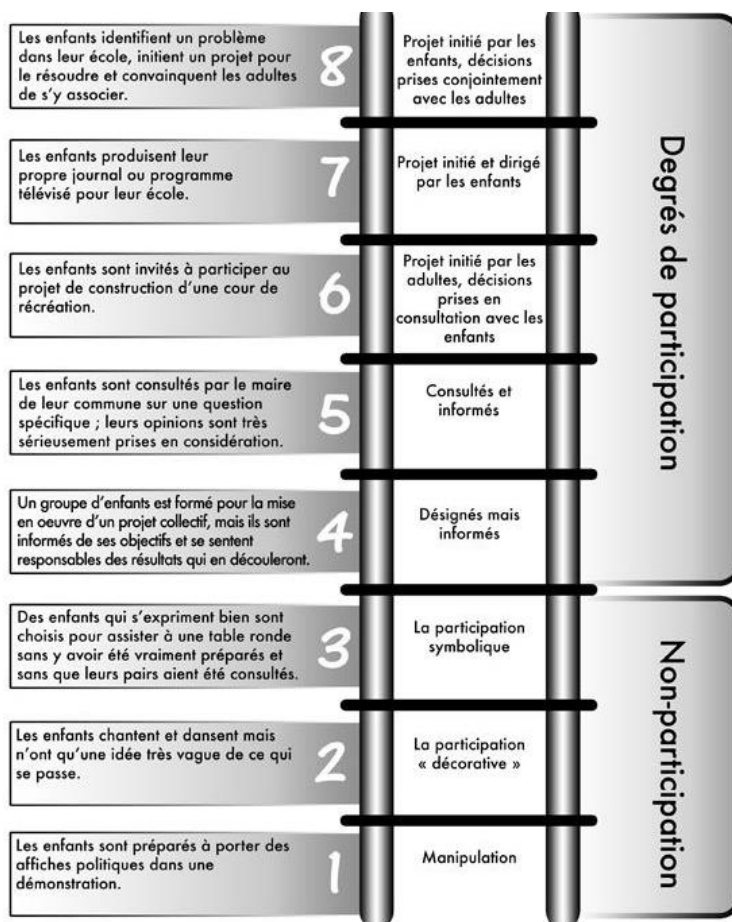 Les enfants identifient un problème
dans leur école, initient un projet pour
le résoudre et convainquent les adultes
de s'y associer.
8
Projet initié par les
enfants, décisions
prises conjointement
avec les adultes
Les enfants produisent leur
propre journal ou programme
télévisé pour leur école.
7
Projet initié et dirigé
par les enfants
Les enfants sont invités à participer au
projet de construction d'une cour de
récréation.
6
Projet initié par les
adultes, décisions
prises en
consultation avec les
enfants
Les enfants sont consultés par le maire
de leur commune sur une question
spécifique ; leurs opinions sont très
sérieusement prises en considération.
5
Consultés et
informés
Un groupe d'enfants est formé pour la mise
en oeuvre d'un projet collectif, mais ils sont
informés de ses objectifs et se sentent
responsables des résultats qui en découleront.
4
Désignés mais
informés
Degrés de participation
Des enfants qui s'expriment bien sont
choisis pour assister à une table ronde
sans y avoir été vraiment préparés et
sans que leurs pairs aient été consultés.
3
La participation
symbolique
Les enfants chantent et dansent mais
n'ont qu'une idée très vague de ce qui
se passe.
2
La participation
« décorative »
Les enfants sont préparés à porter des
affiches politiques dans une
démonstration.
1
Manipulation
Non-participation